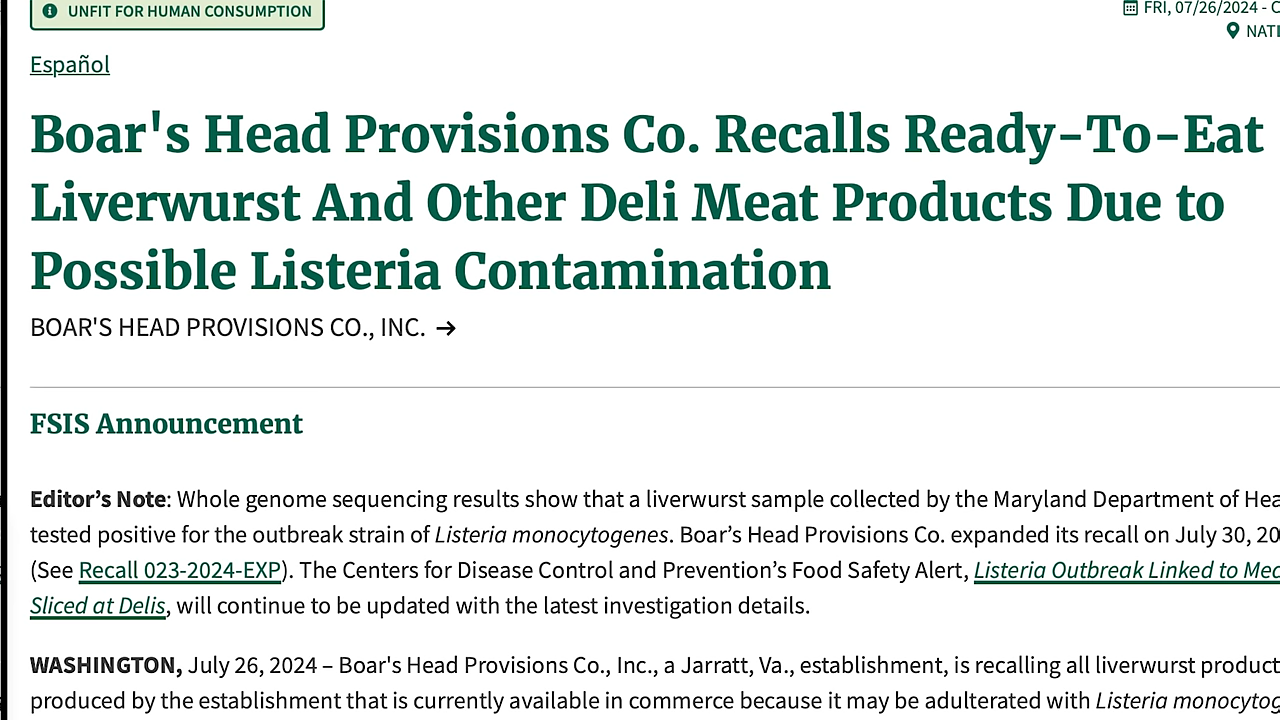 UNFIT FOR HUMAN CONSUMPTION
FRI, 07/26/2024 -
Español
Boar's Head Provisions Co. Recalls Ready-To-Eat
Liverwurst And Other Deli Meat Products Due to
Possible Listeria Contamination
BOAR'S HEAD PROVISIONS CO., INC. →
FSIS Announcement
Editor’s Note: Whole genome sequencing results show that a liverwurst sample collected by the Maryland Department of
tested positive for the outbreak strain of Listeria monocytogenes. Boar’s Head Provisions Co. expanded its recall on July 30,
(See Recall 023-2024-EXP). The Centers for Disease Control and Prevention’s Food Safety Alert, Listeria Outbreak Linked to
Sliced at Delis, will continue to be updated with the latest investigation details.
WASHINGTON, July 26, 2024 – Boar's Head Provisions Co., Inc., a Jarratt, Va., establishment, is recalling all liverwurst
produced by the establishment that is currently available in commerce because it may be adulterated with Listeria